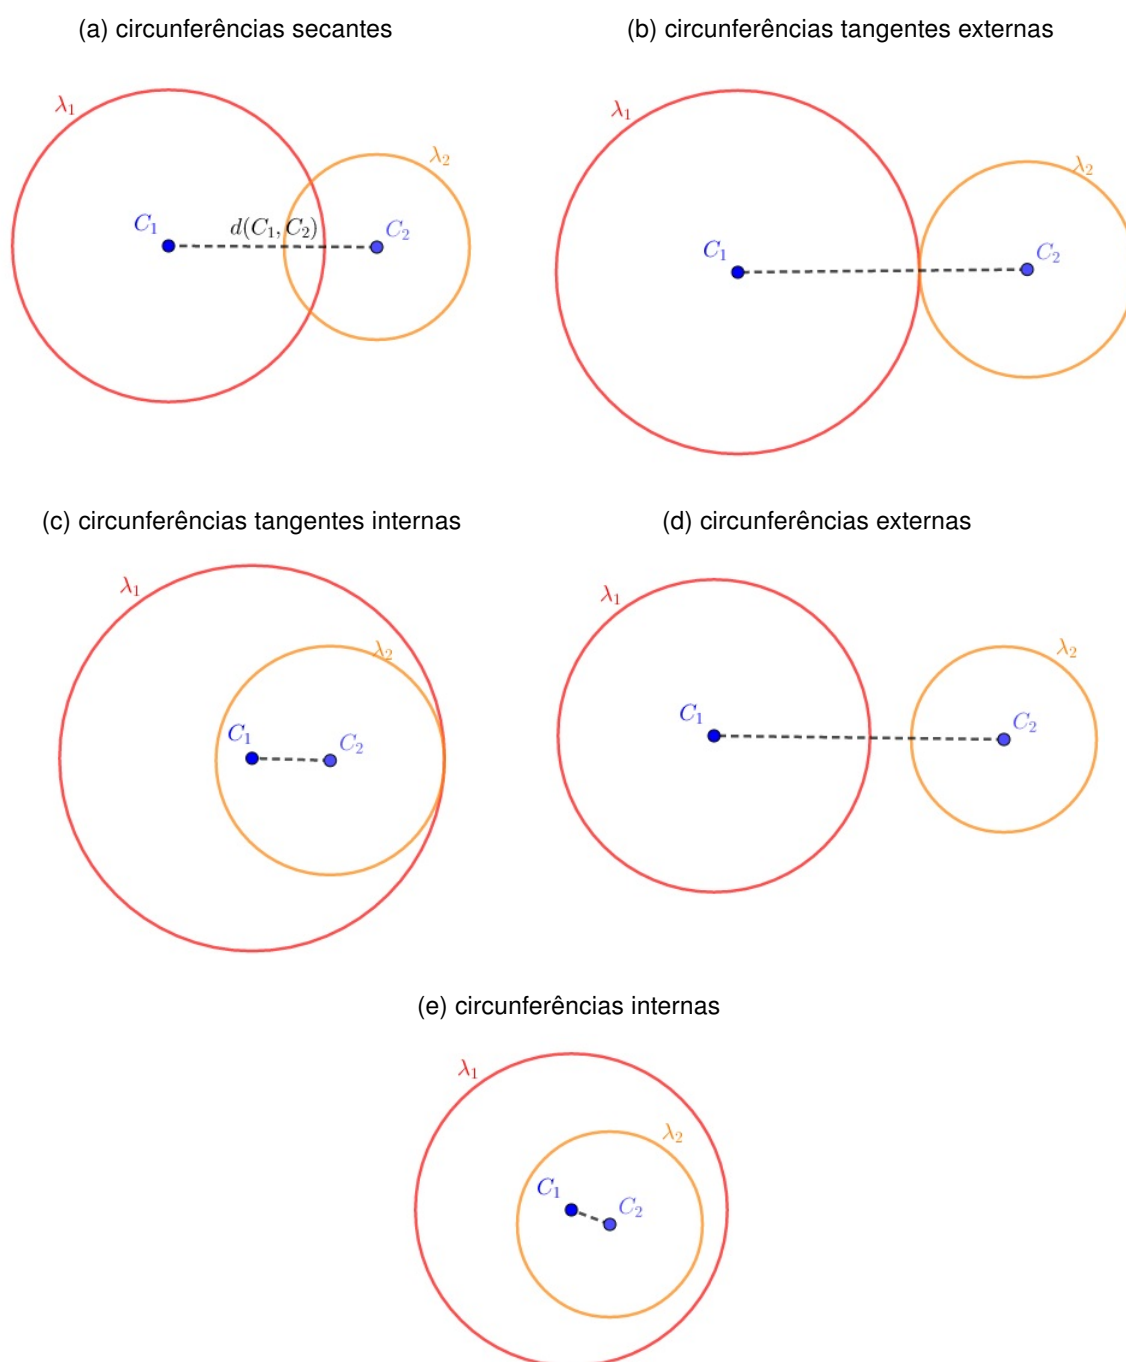 (a) circunferências secantes
(b) circunferências tangentes externas
λ₁
λ₂
C₁
d(C₁, C₂)
C₂
λ₁
λ₂
C₁
C₂
(c) circunferências tangentes internas
(d) circunferências externas
λ₁
λ₂
C₁
C₂
λ₁
λ₂
C₁
C₂
(e) circunferências internas
λ₁
λ₂
C₁
C₂